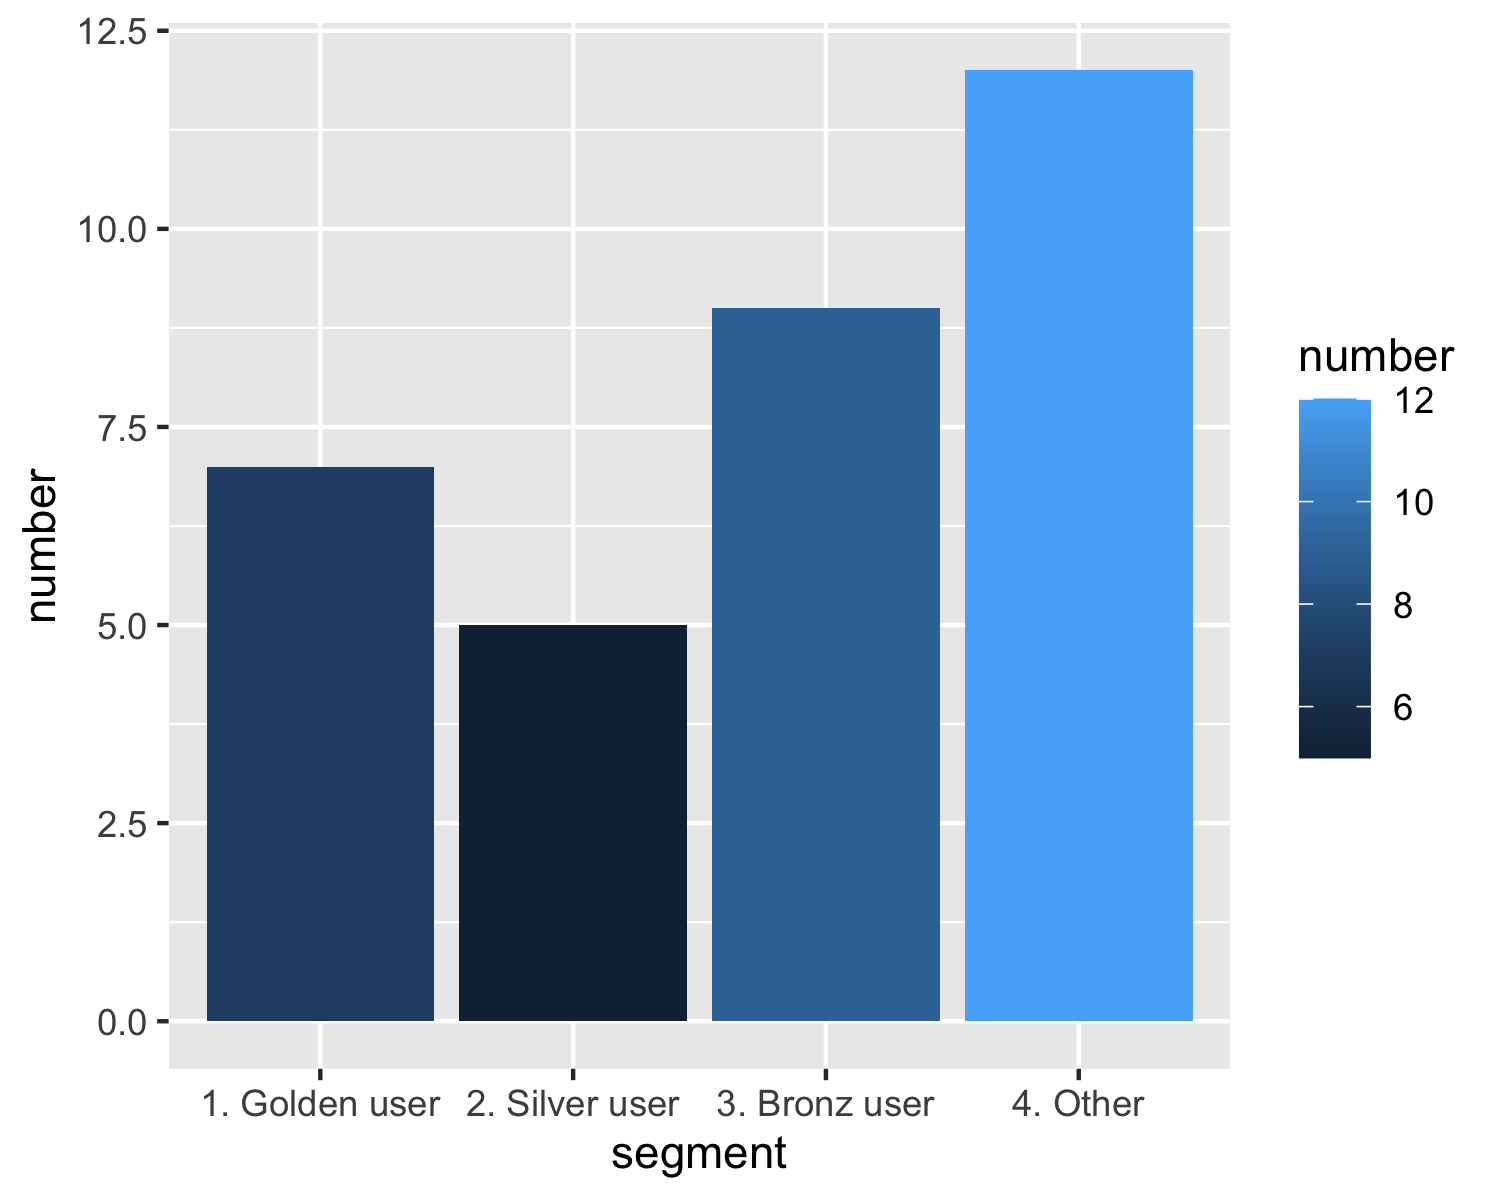 12.5
10.0
7.5
5.0
2.5
0.0
number
1. Golden user
2. Silver user
3. Bronz user
4. Other
segment
number
12
10
8
6